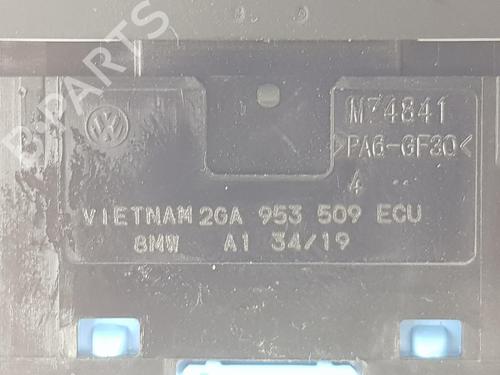 B-PARTS
M74841
>PA6-GF30<
4
VIETNAM 2GA 953 509 ECU
8MW A1 34/19